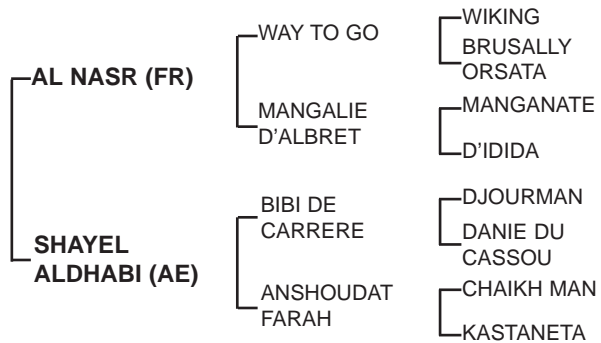 WIKING
WAY TO GO
BRUSALLY
ORSATA
AL NASR (FR)
MANGALIE
D'ALBRET
MANGANATE
D'IDIDA
SHAYEL
ALDHABI (AE)
BIBI DE
CARRERE
DJOURMAN
DANIE DU
CASSOU
ANSHOUDAT
FARAH
CHAIKH MAN
KASTANETA